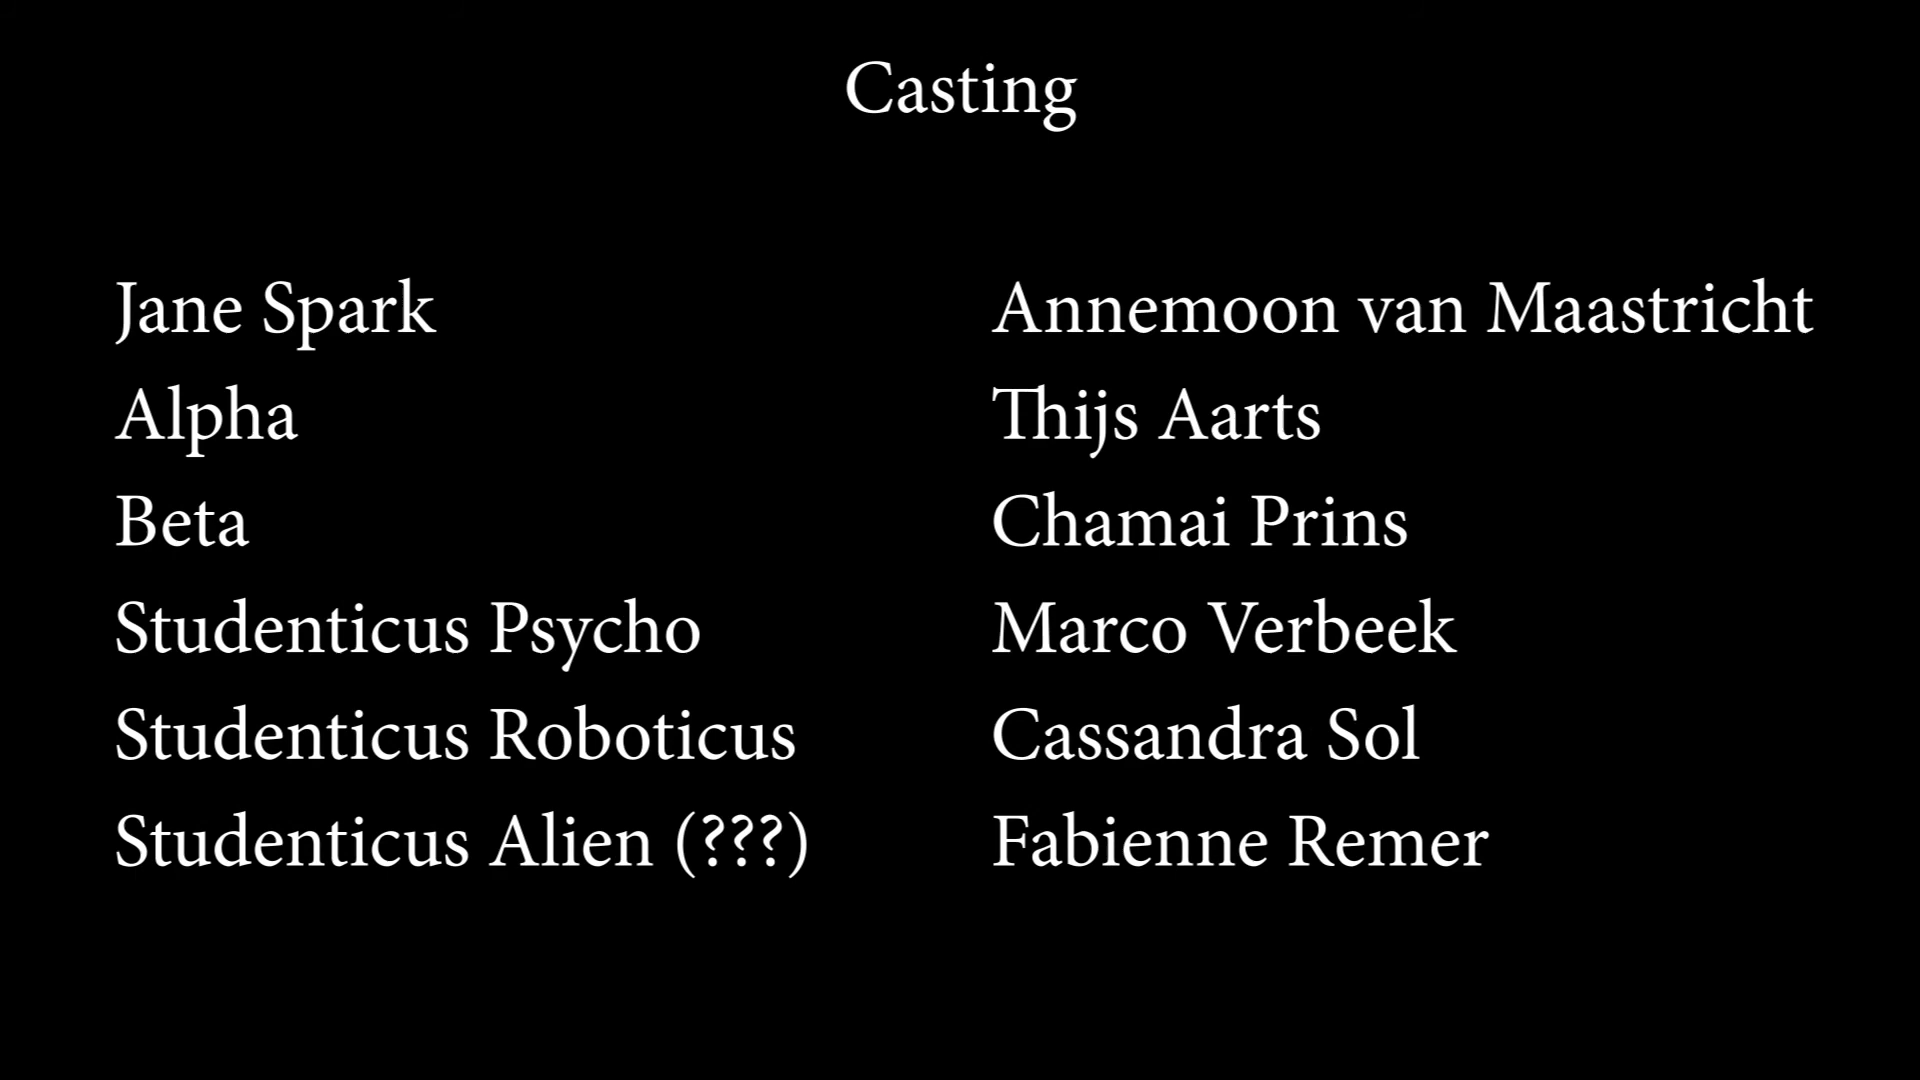 Casting
Jane Spark Annemoon van Maastricht
Alpha Thijs Aarts
Beta Chamai Prins
Studenticus Psycho Marco Verbeek
Studenticus Roboticus Cassandra Sol
Studenticus Alien (???) Fabienne Remer